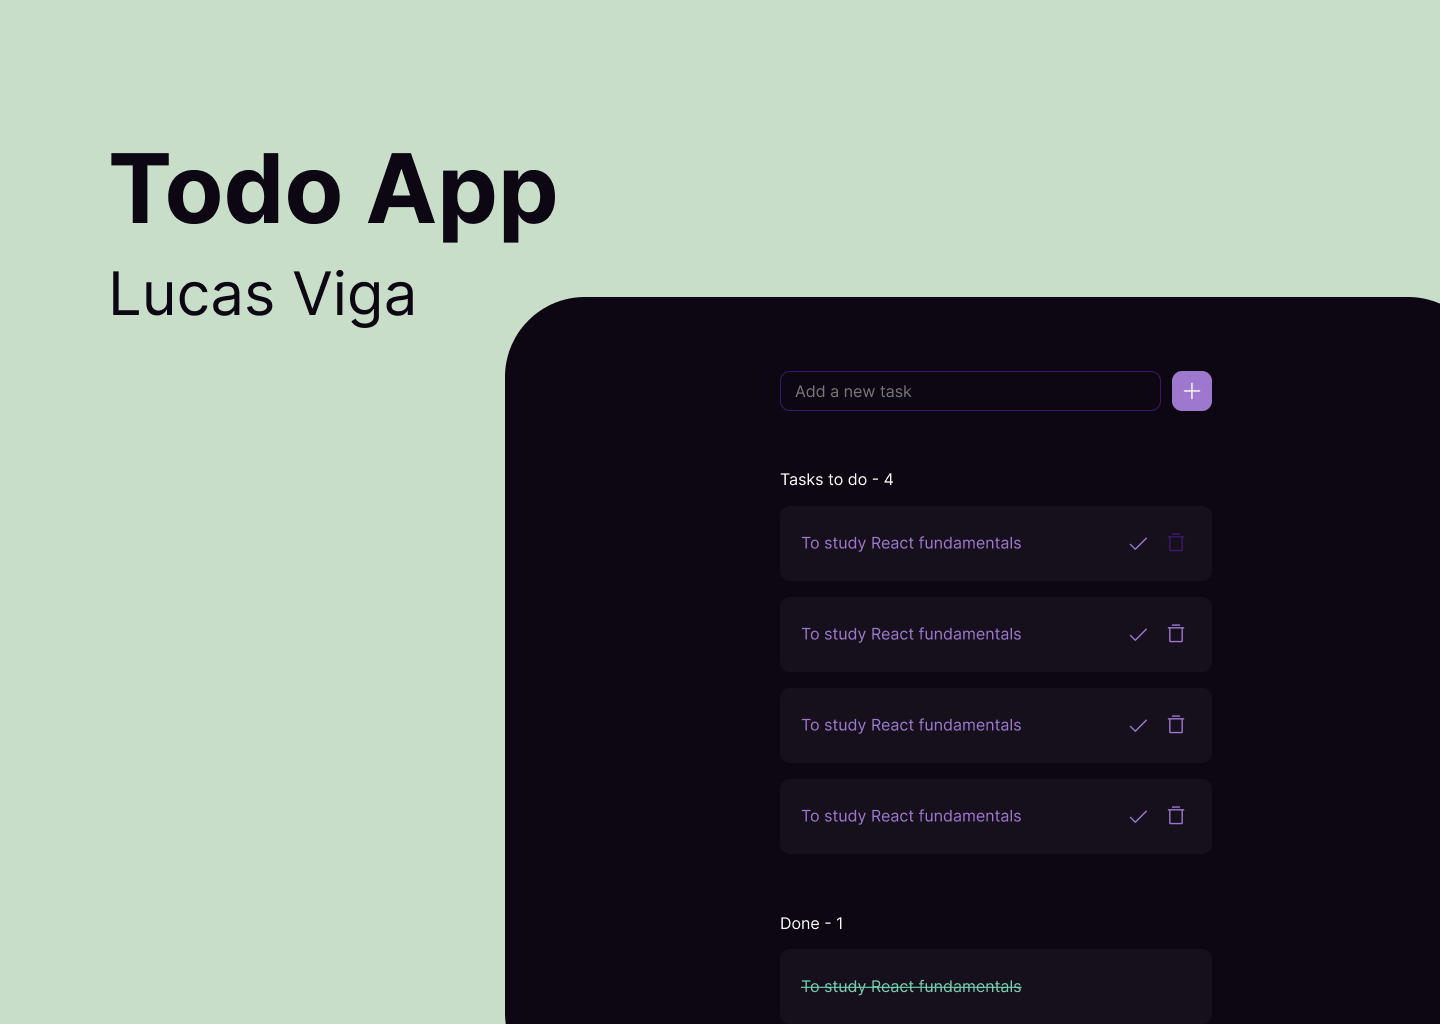 Todo App
Lucas Viga
Add a new task
Tasks to do - 4
To study React fundamentals
To study React fundamentals
To study React fundamentals
To study React fundamentals
Done - 1
To study React fundamentals